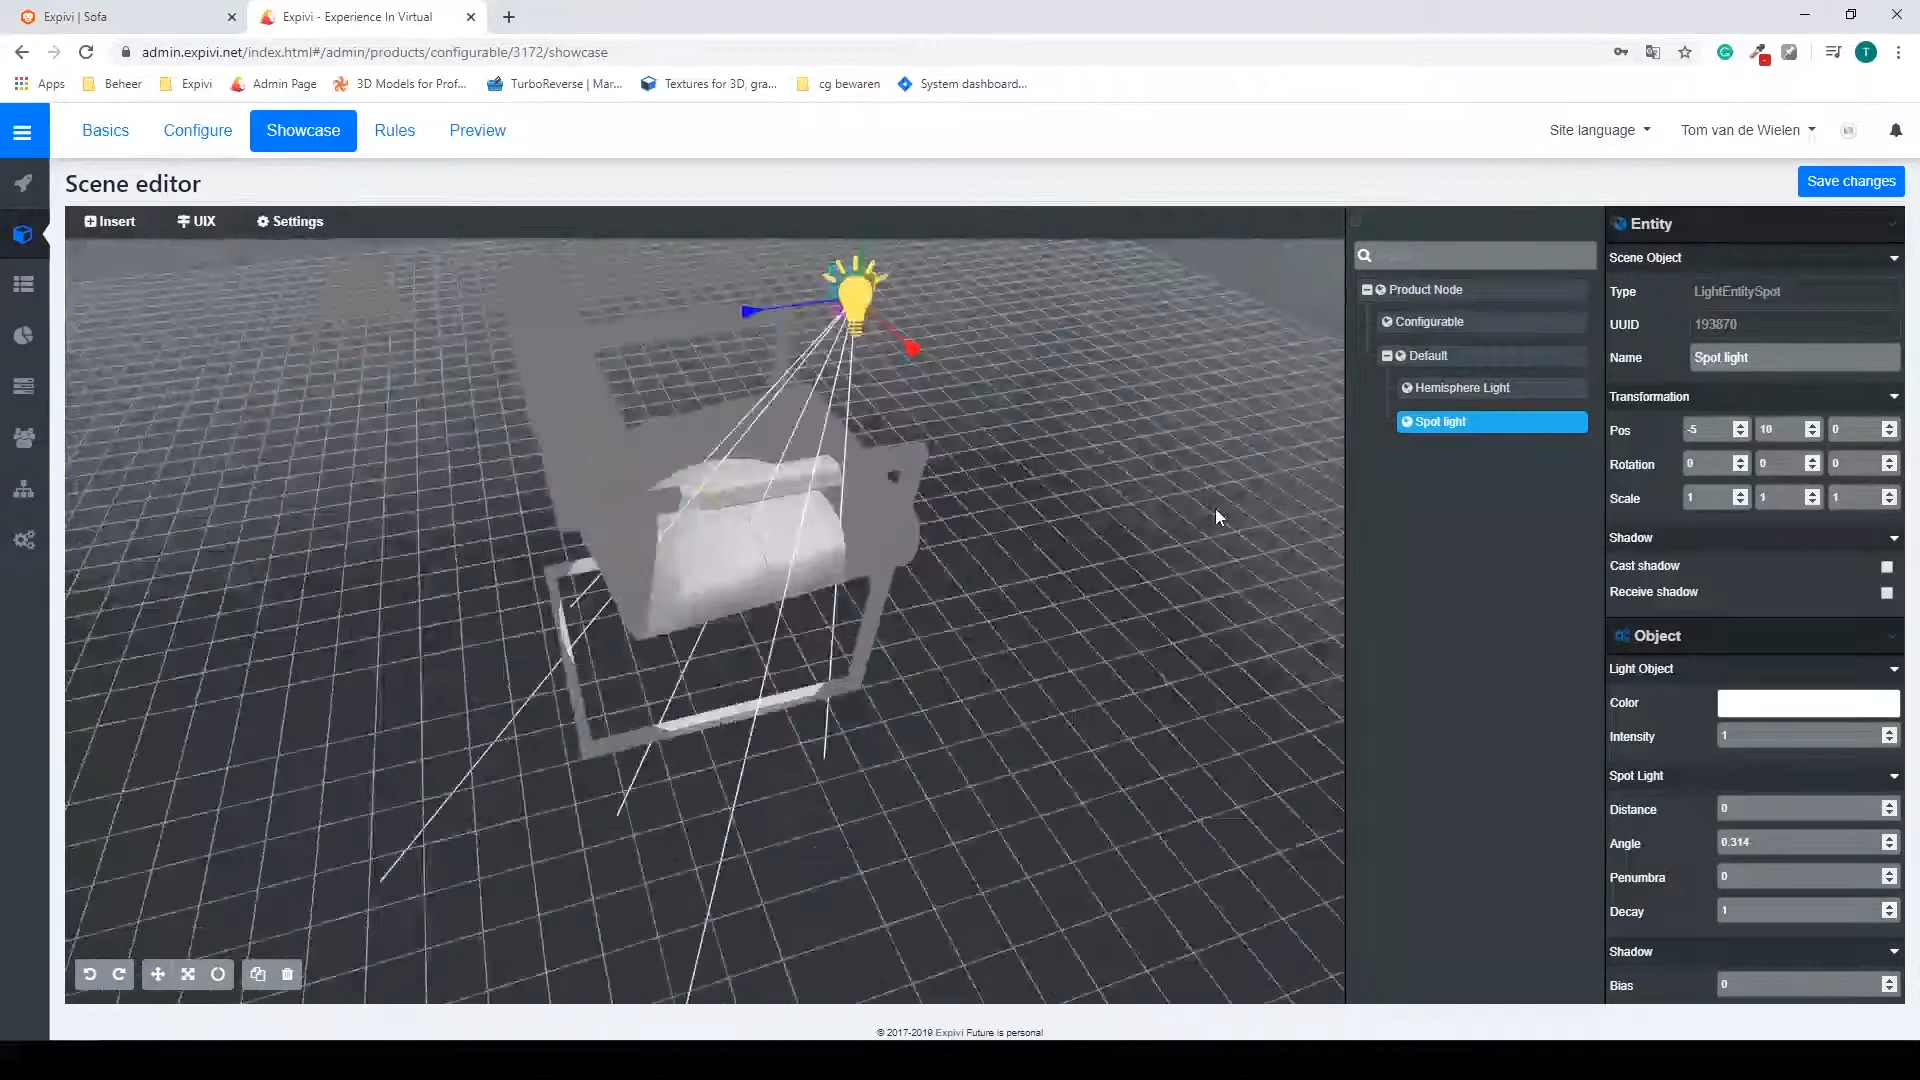 Expivi | Sofa
Expivi - Experience In Virtual
admin.expivi.net/index.html#/admin/products/configurable/3172/showcase
T
Apps
Beheer
Expivi
Admin Page
3D Models for Prof...
TurboReverse | Mar...
Textures for 3D, gra...
cg bewaren
System dashboard...
Basics
Configure
Showcase
Rules
Preview
Site language
Tom van de Wielen
Scene editor
Save changes
Insert
UIX
Settings
Product Node
Configurable
Default
Hemisphere Light
Spot light
Entity
Scene Object
Type LightEntitySpot
UUID 193870
Name Spot light
Transformation
Pos -5 10 0
Rotation 0 0 0
Scale 1 1 1
Shadow
Cast shadow
Receive shadow
Object
Light Object
Color
Intensity 1
Spot Light
Distance 0
Angle 0.314
Penumbra 0
Decay 1
Shadow
Bias 0
© 2017-2019 Expivi Future is personal